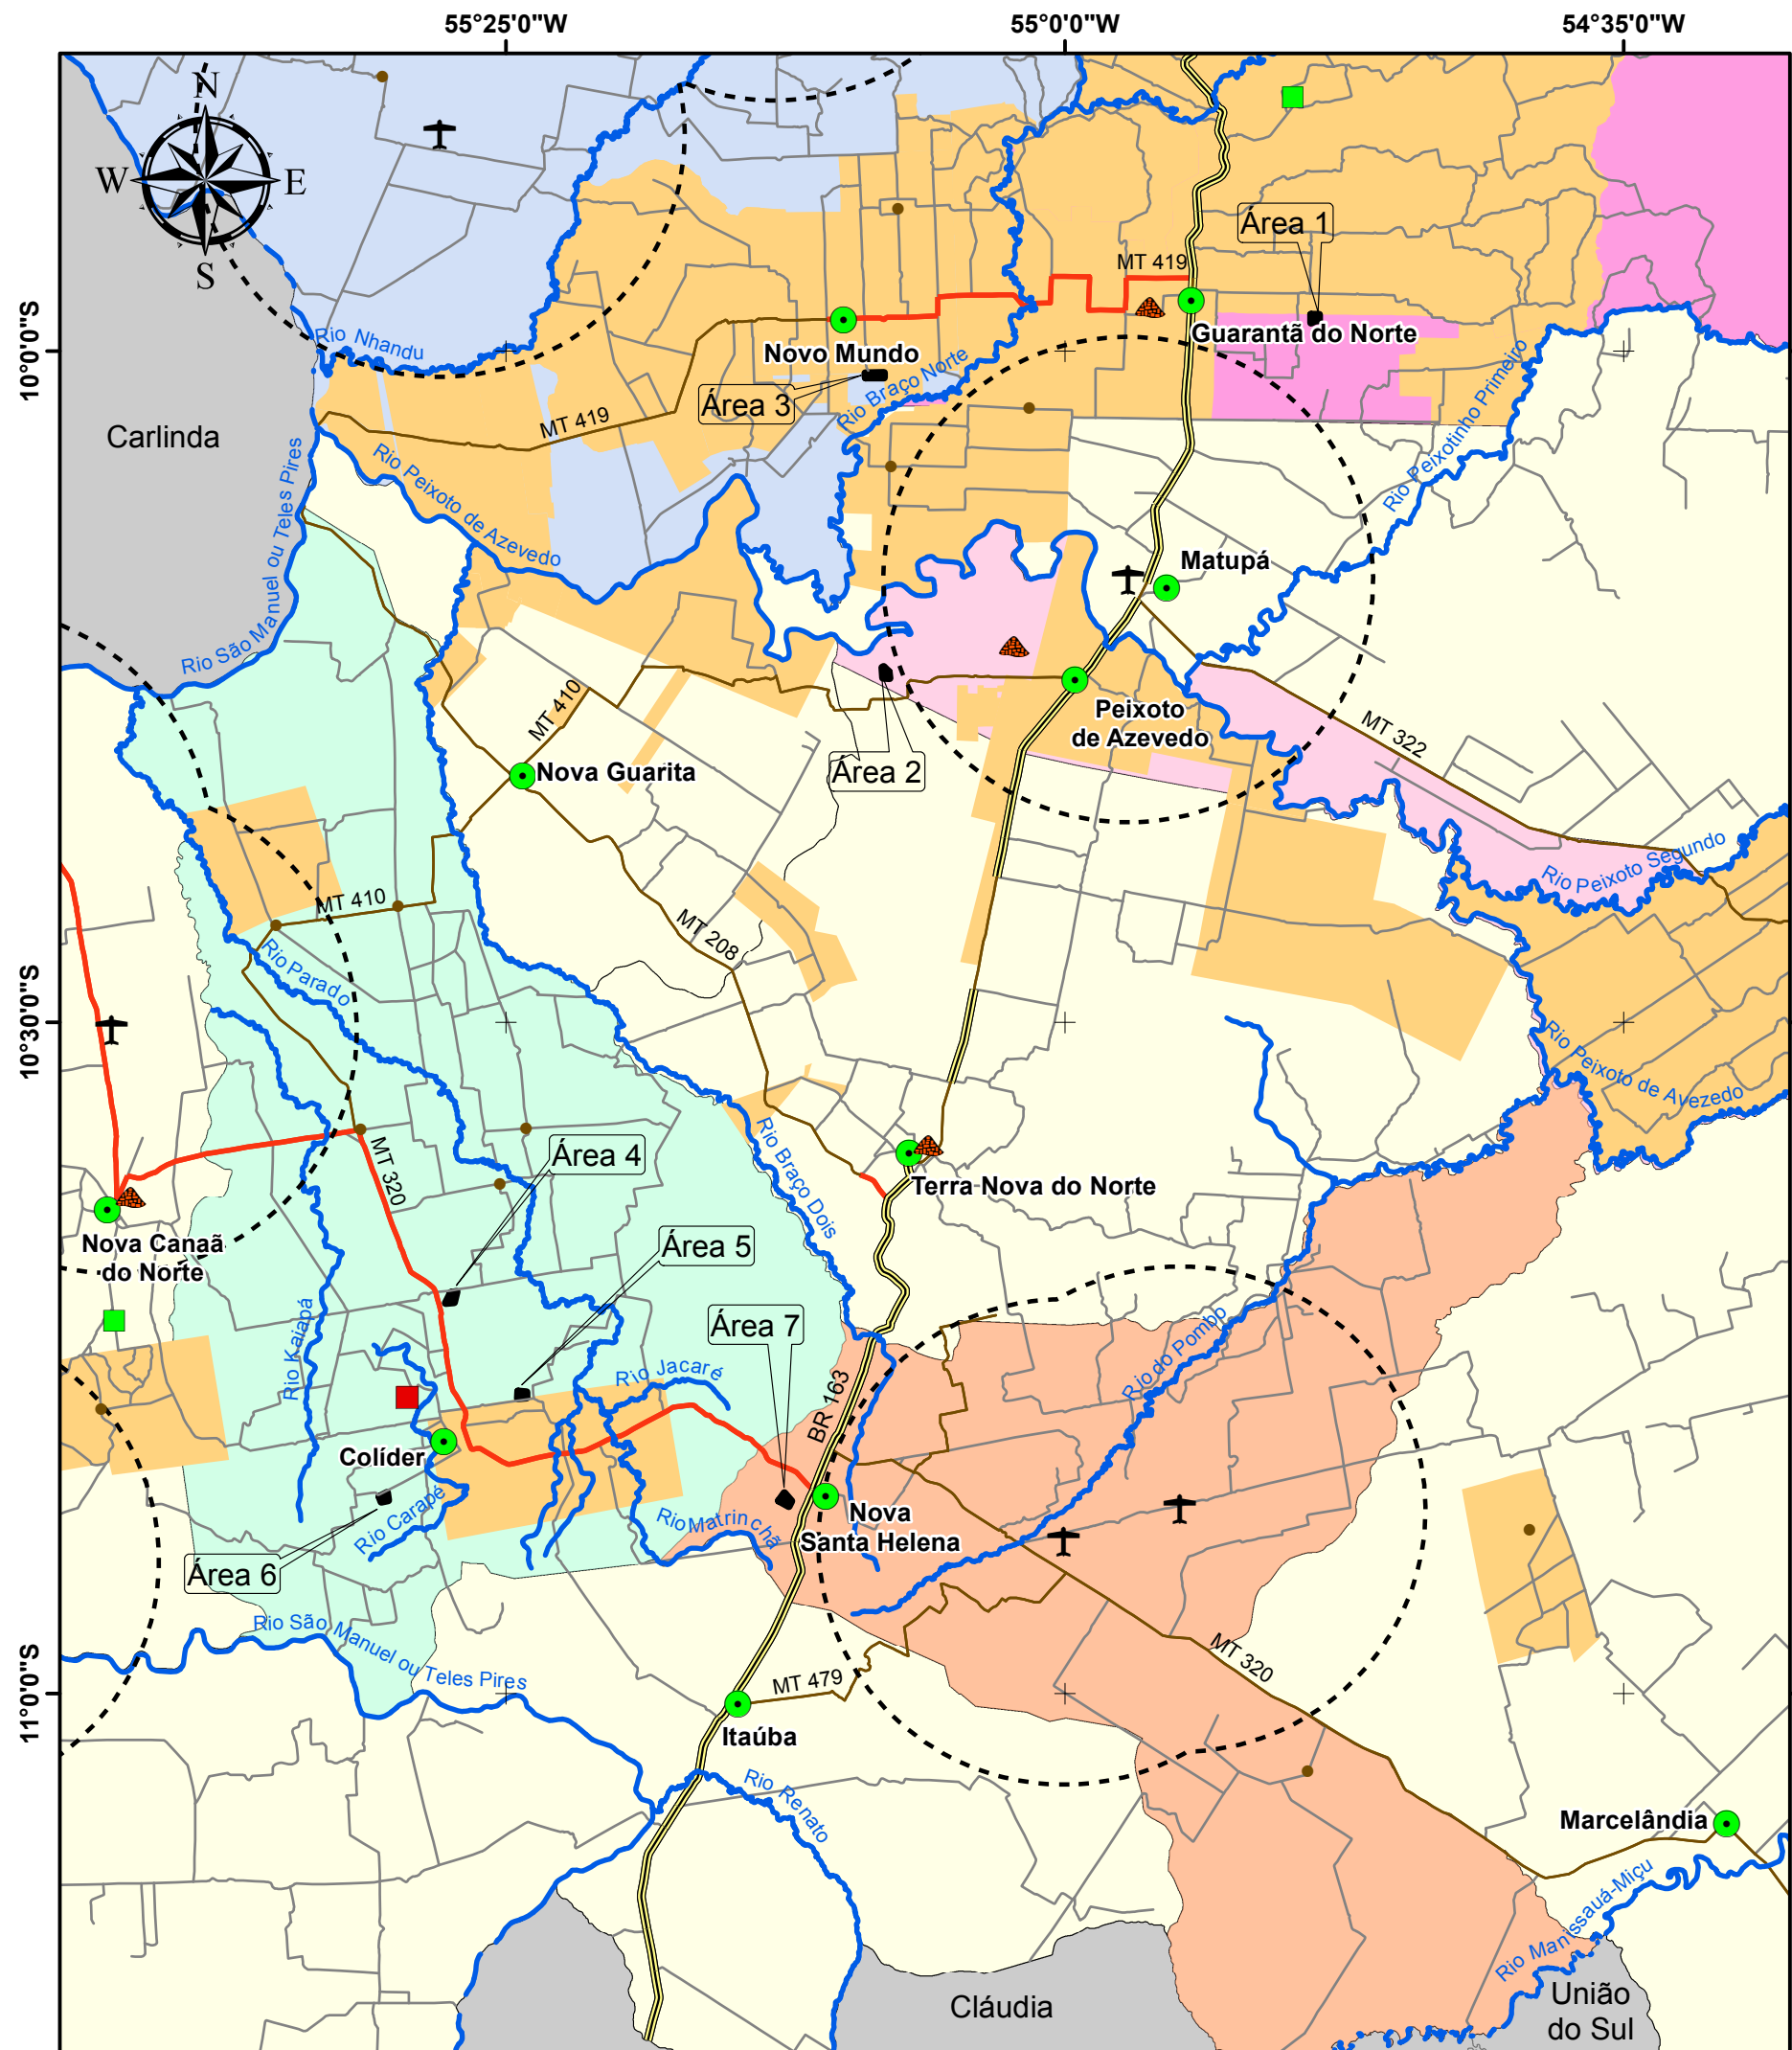 55°25'0"W
55°0'0"W
54°35'0"W
N
W
E
S
10°0'0"S
10°30'0"S
11°0'0"S
Área 1
MT 419
Guarantã do Norte
Rio Nhandu
Novo Mundo
Rio Braço Norte
Área 3
MT 419
Carlinda
Rio Peixotinho Primeiro
Rio Peixoto de Azevedo
Rio São Manuel ou Teles Pires
Matupá
Peixoto
de Azevedo
MT 410
MT 322
Nova Guarita
Área 2
Rio Peixoto Segundo
MT 410
MT 208
Rio Parado
Rio Peixoto de Avezedo
Rio Braço Dois
MT 320
Área 4
Terra Nova do Norte
Nova Canaã
do Norte
Área 5
Rio Kaiapá
Área 7
Rio do Pombo
Rio Jacaré
BR 163
Colíder
Rio Carapé
Nova
Santa Helena
Rio Matrinchã
Área 6
Rio São Manuel ou Teles Pires
MT 320
MT 479
Itaúba
Rio Renato
Marcelândia
Rio Manissauá-Miçu
Cláudia
União
do Sul